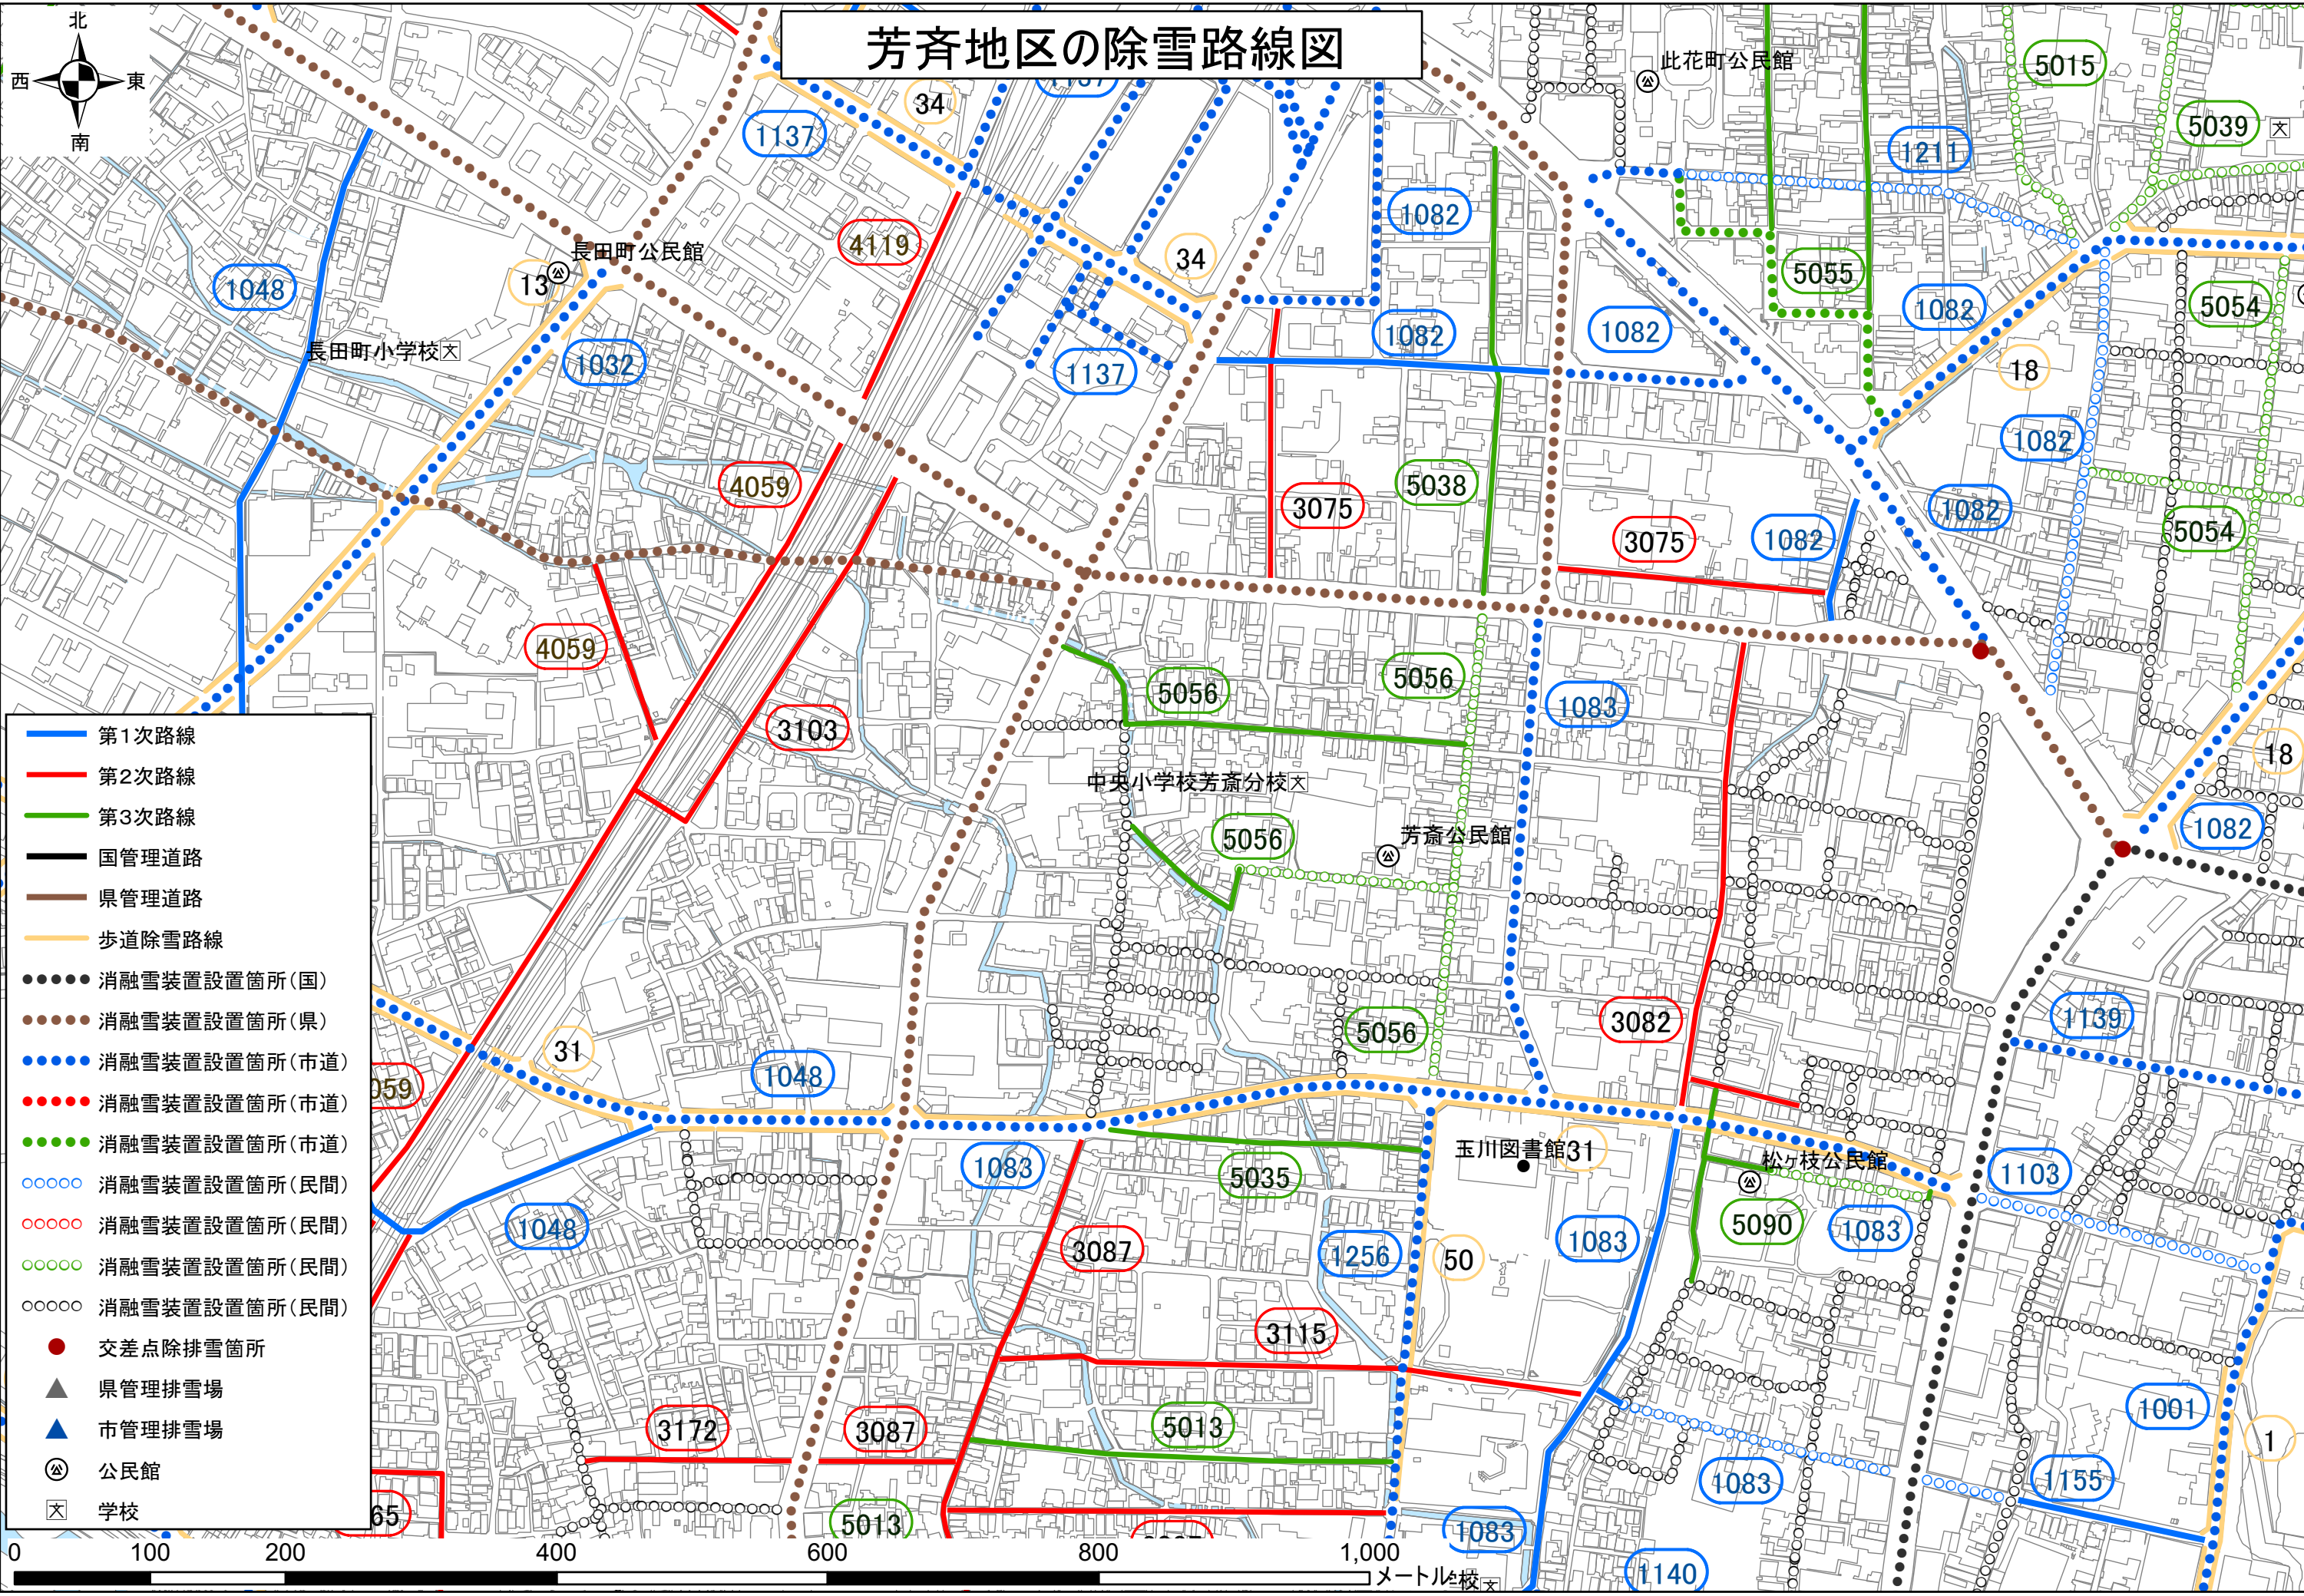 芳斉地区の除雪路線図
北
西 東
南
1137
34
1137
此花町公民館
5015
5039
文
1211
1082
4119
34
長田町公民館
13
1048
5055
5054
1082
1082
1082
長田町小学校 文
1032
1137
18
1082
4059
5038
3075
1082
3075
1082
5054
4059
5056
5056
1083
3103
18
中央小学校芳斎分校 文
5056
芳斎公民館
1082
3082
5056
1139
31
1048
059
1083
5035
玉川図書館 31
松ヶ枝公民館
1103
1048
3087
1256
50
1083
5090
1083
3115
1001
3172
3087
5013
1
1083
1155
65
5013
1083
1140
第1次路線
第2次路線
第3次路線
国管理道路
県管理道路
歩道除雪路線
消融雪装置設置箇所(国)
消融雪装置設置箇所(県)
消融雪装置設置箇所(市道)
消融雪装置設置箇所(市道)
消融雪装置設置箇所(市道)
消融雪装置設置箇所(民間)
消融雪装置設置箇所(民間)
消融雪装置設置箇所(民間)
消融雪装置設置箇所(民間)
交差点除排雪箇所
県管理排雪場
市管理排雪場
公 公民館
文 学校
0 100 200 400 600 800 1,000
メートル
校 文